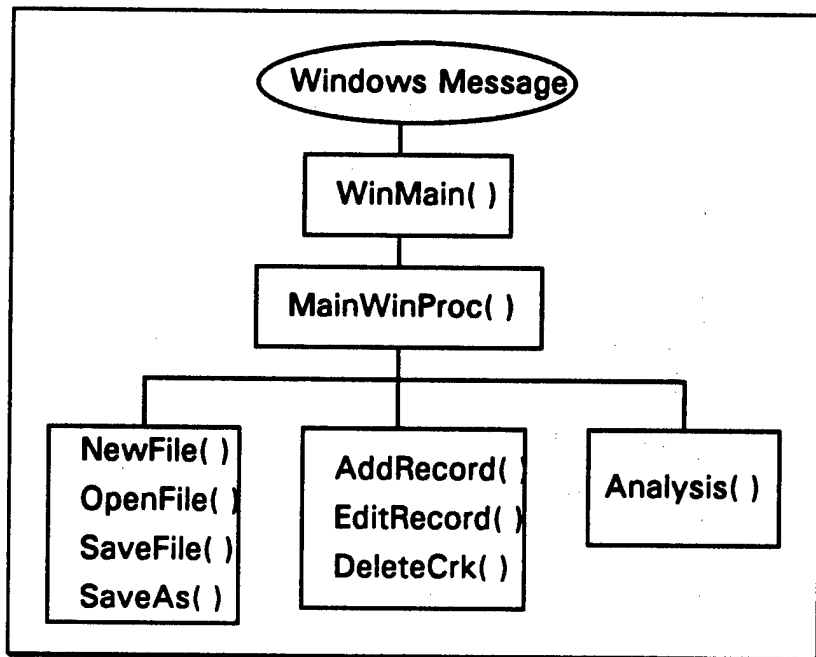 Windows Message
WinMain( )
MainWinProc( )
NewFile( )
OpenFile( )
SaveFile( )
SaveAs( )
AddRecord( )
EditRecord( )
DeleteCrk( )
Analysis( )